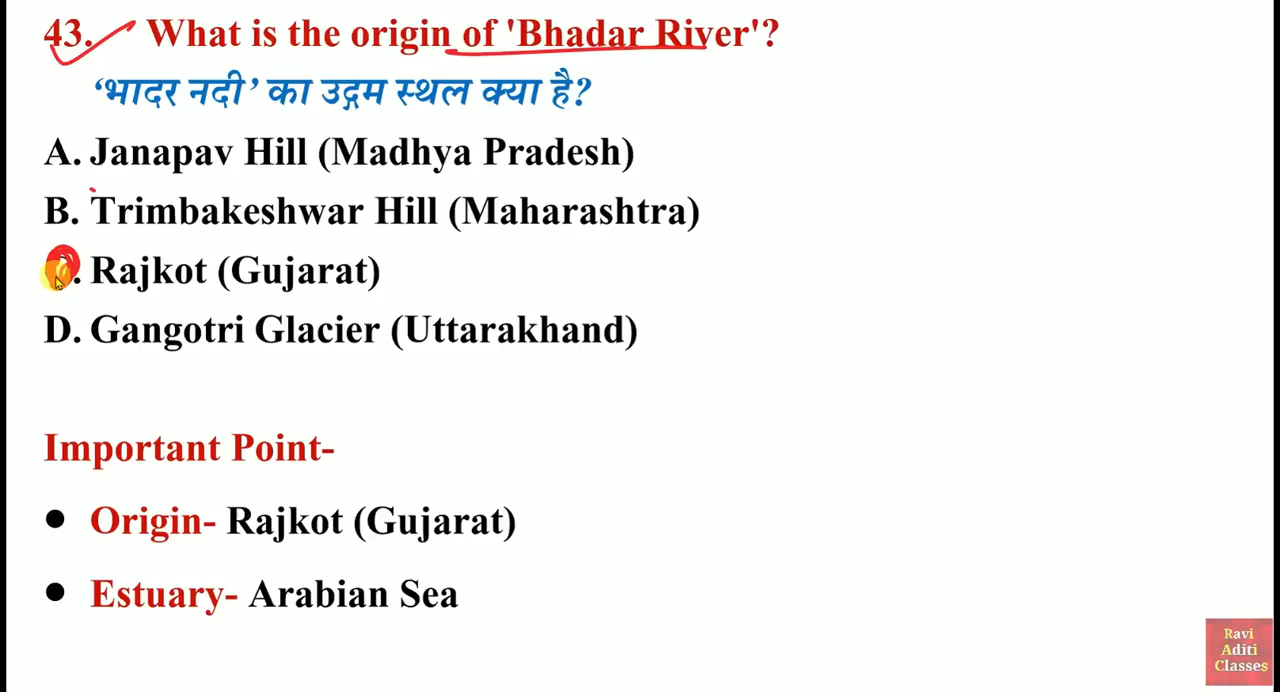 43. What is the origin of 'Bhadar River'?
‘भादर नदी’ का उद्गम स्थल क्या है?
A. Janapav Hill (Madhya Pradesh)
B. Trimbakeshwar Hill (Maharashtra)
. Rajkot (Gujarat)
D. Gangotri Glacier (Uttarakhand)
Important Point-
● Origin- Rajkot (Gujarat)
● Estuary- Arabian Sea
Ravi
Aditi
Classes